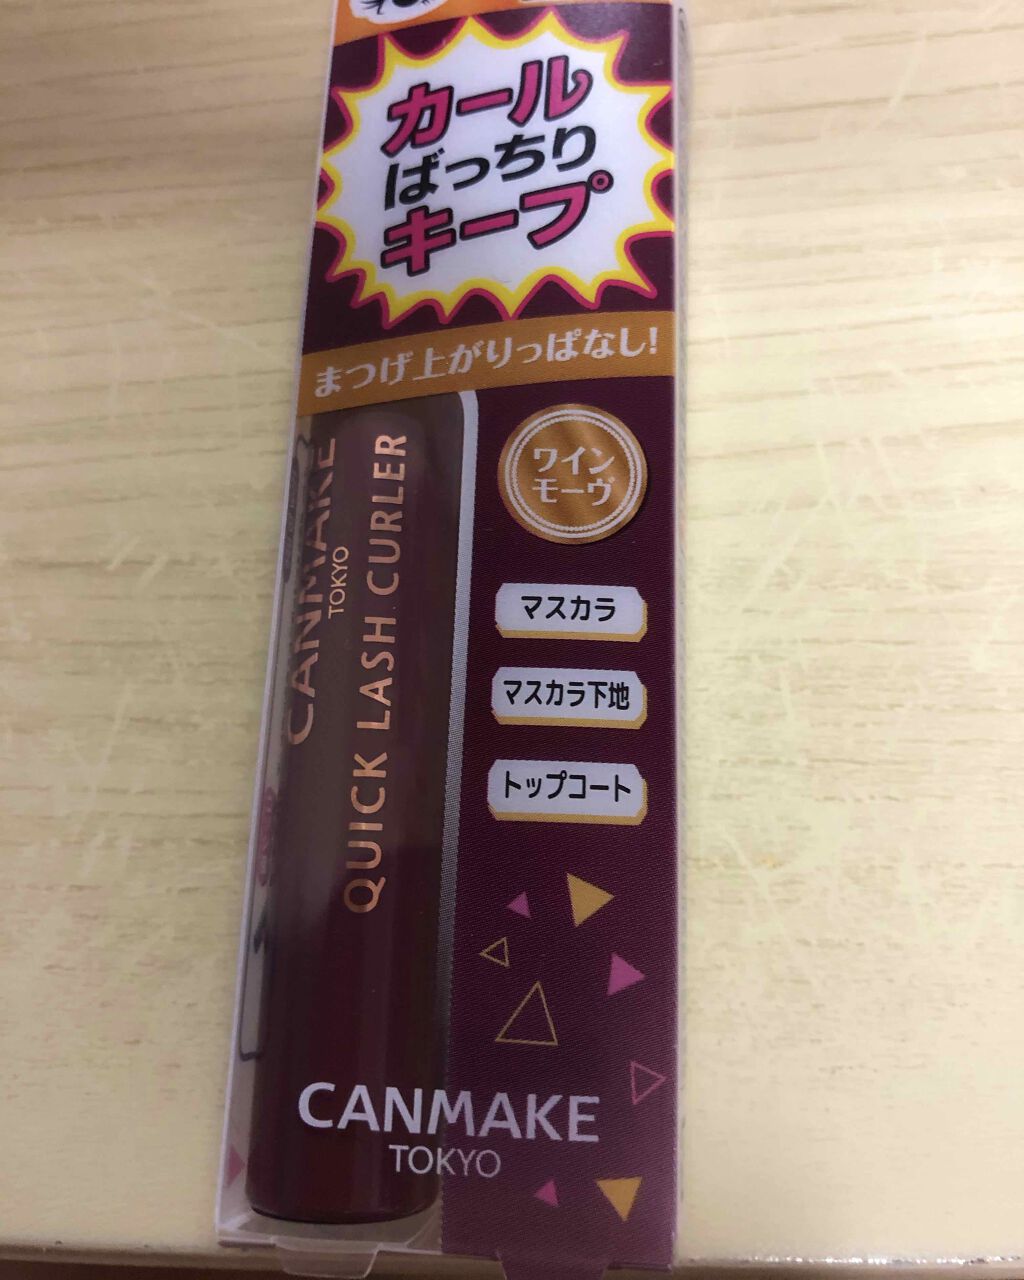 カール
ばっちり
キープ
まつげ上がりっぱなし!
ワイン
モーヴ
マスカラ
マスカラ下地
トップコート
CANMAKE
TOKYO
QUICK LASH CURLER
CANMAKE
TOKYO